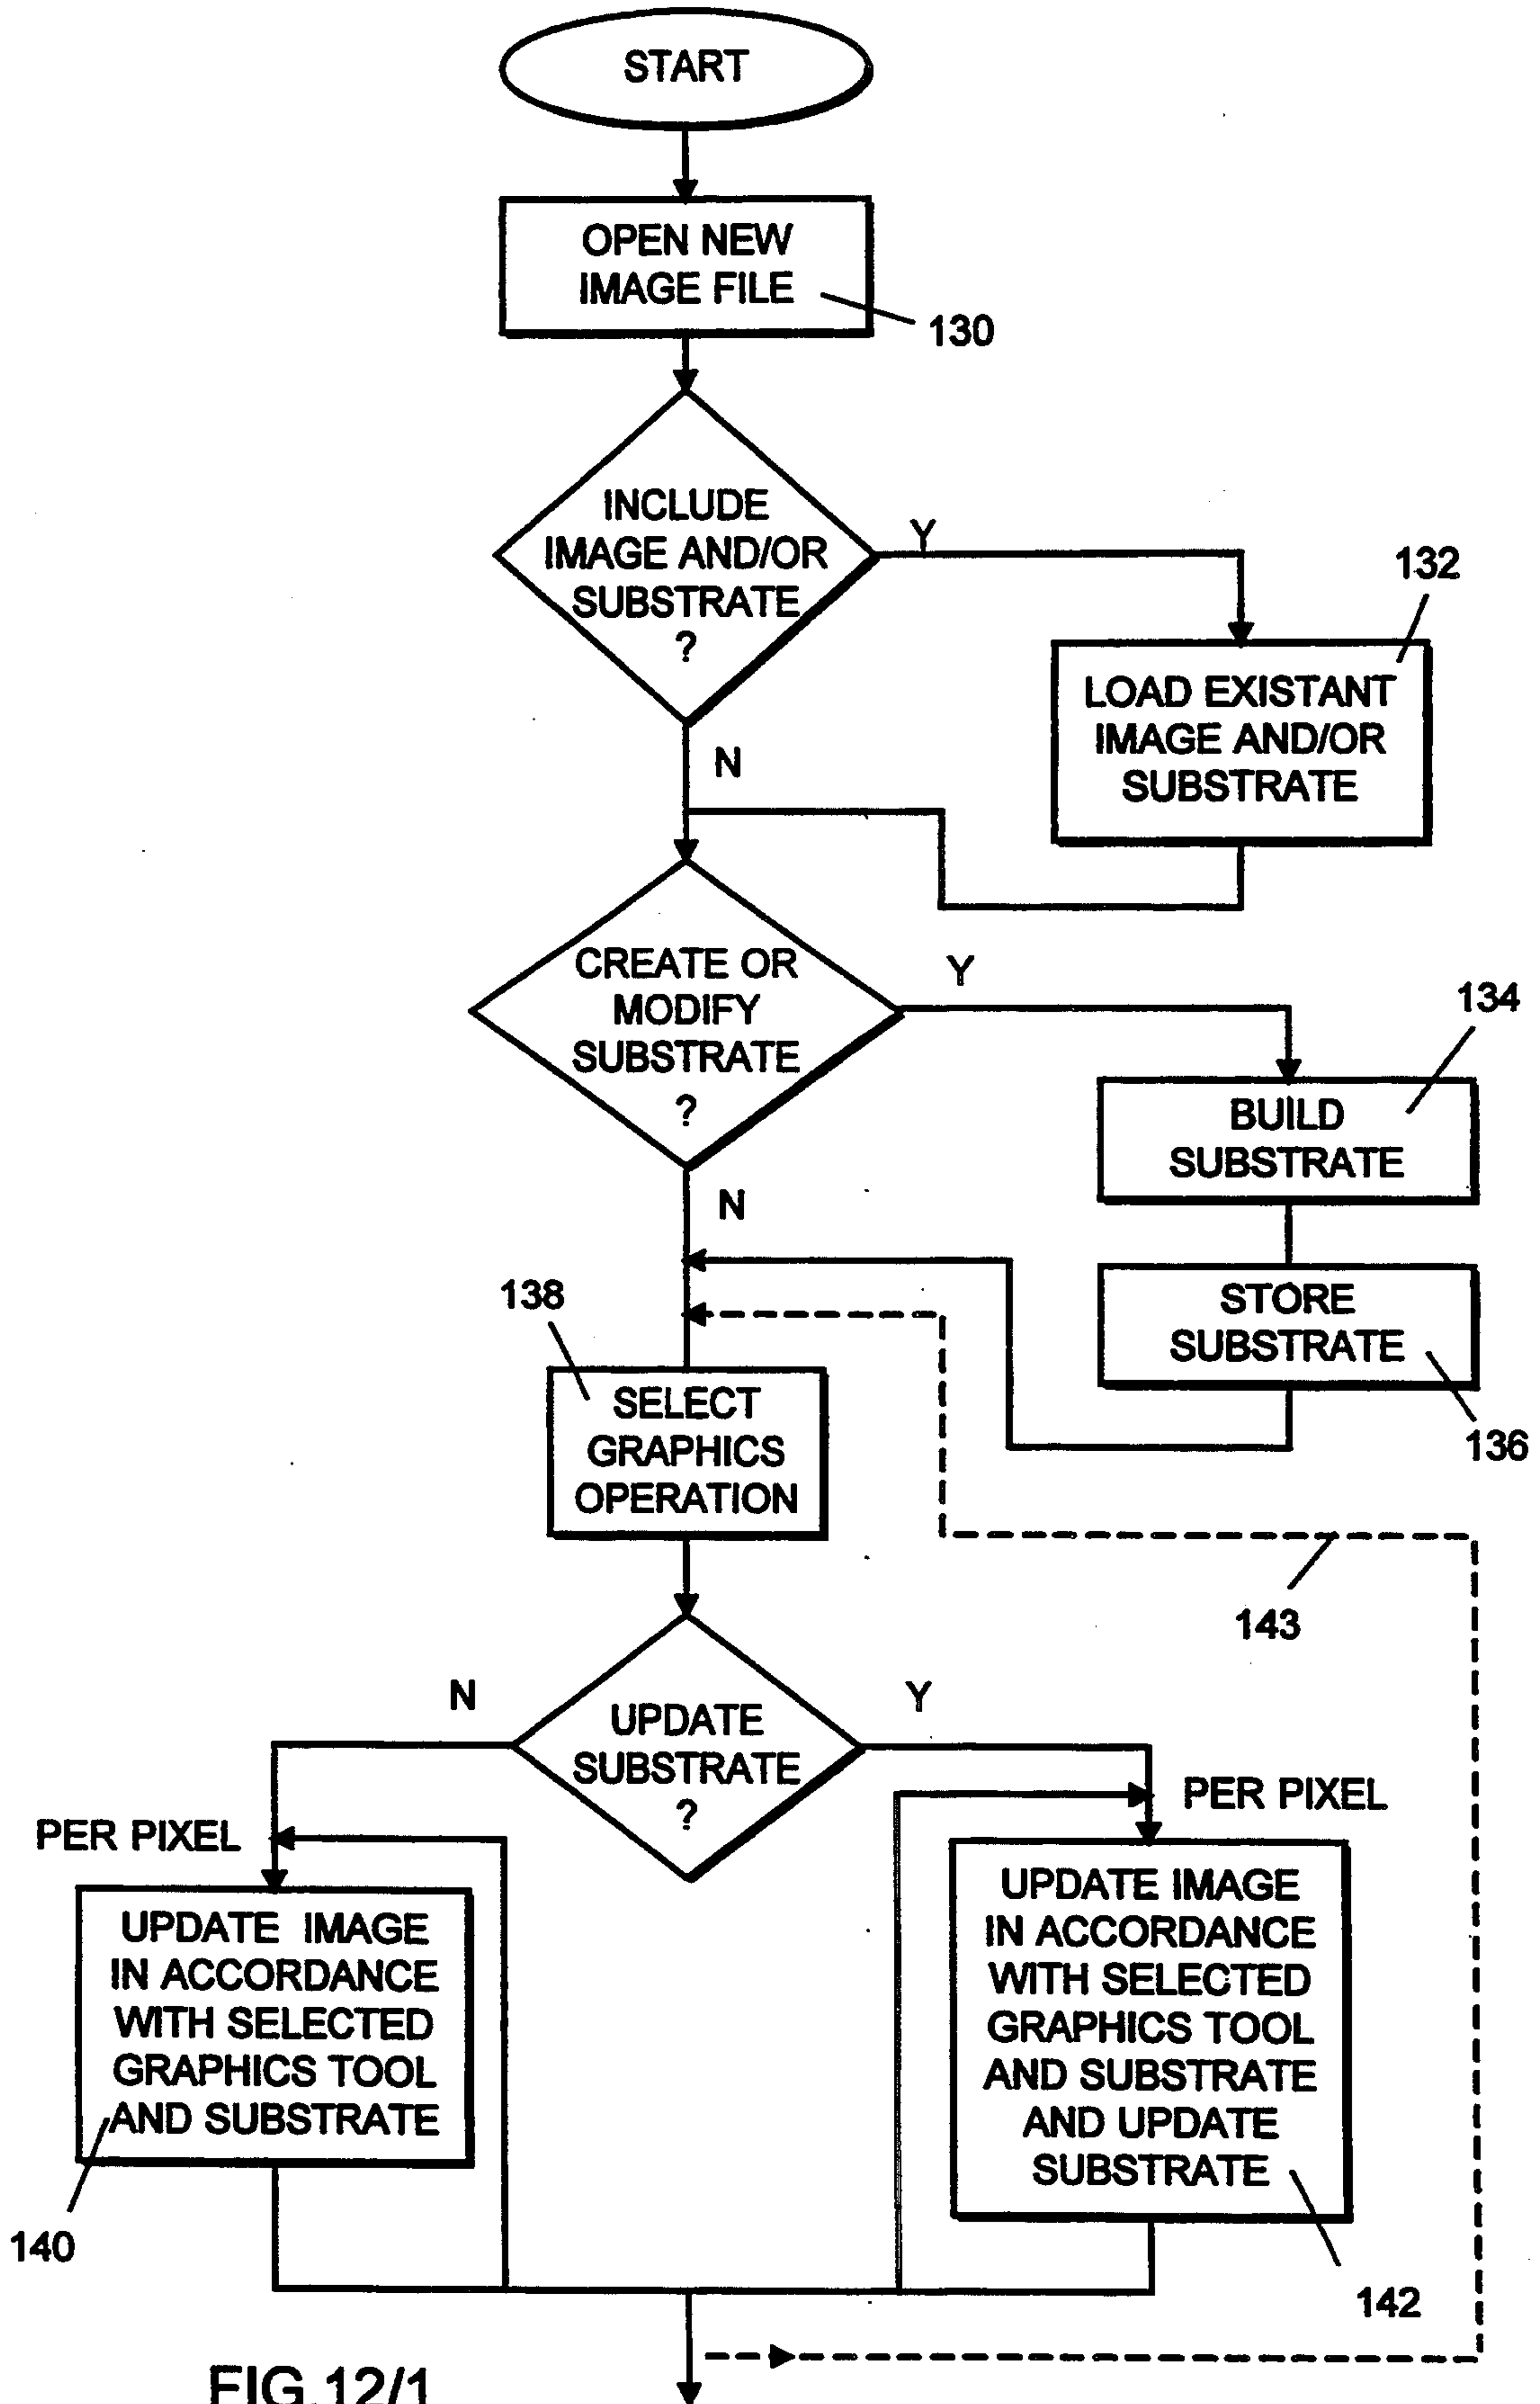 START
OPEN NEW
IMAGE FILE
130
INCLUDE
IMAGE AND/OR
SUBSTRATE
?
Y
N
132
LOAD EXISTANT
IMAGE AND/OR
SUBSTRATE
CREATE OR
MODIFY
SUBSTRATE
?
Y
N
134
BUILD
SUBSTRATE
STORE
SUBSTRATE
136
138
SELECT
GRAPHICS
OPERATION
143
UPDATE
SUBSTRATE
?
N
Y
PER PIXEL
UPDATE IMAGE
IN ACCORDANCE
WITH SELECTED
GRAPHICS TOOL
AND SUBSTRATE
140
PER PIXEL
UPDATE IMAGE
IN ACCORDANCE
WITH SELECTED
GRAPHICS TOOL
AND SUBSTRATE
AND UPDATE
SUBSTRATE
142
FIG.12/1